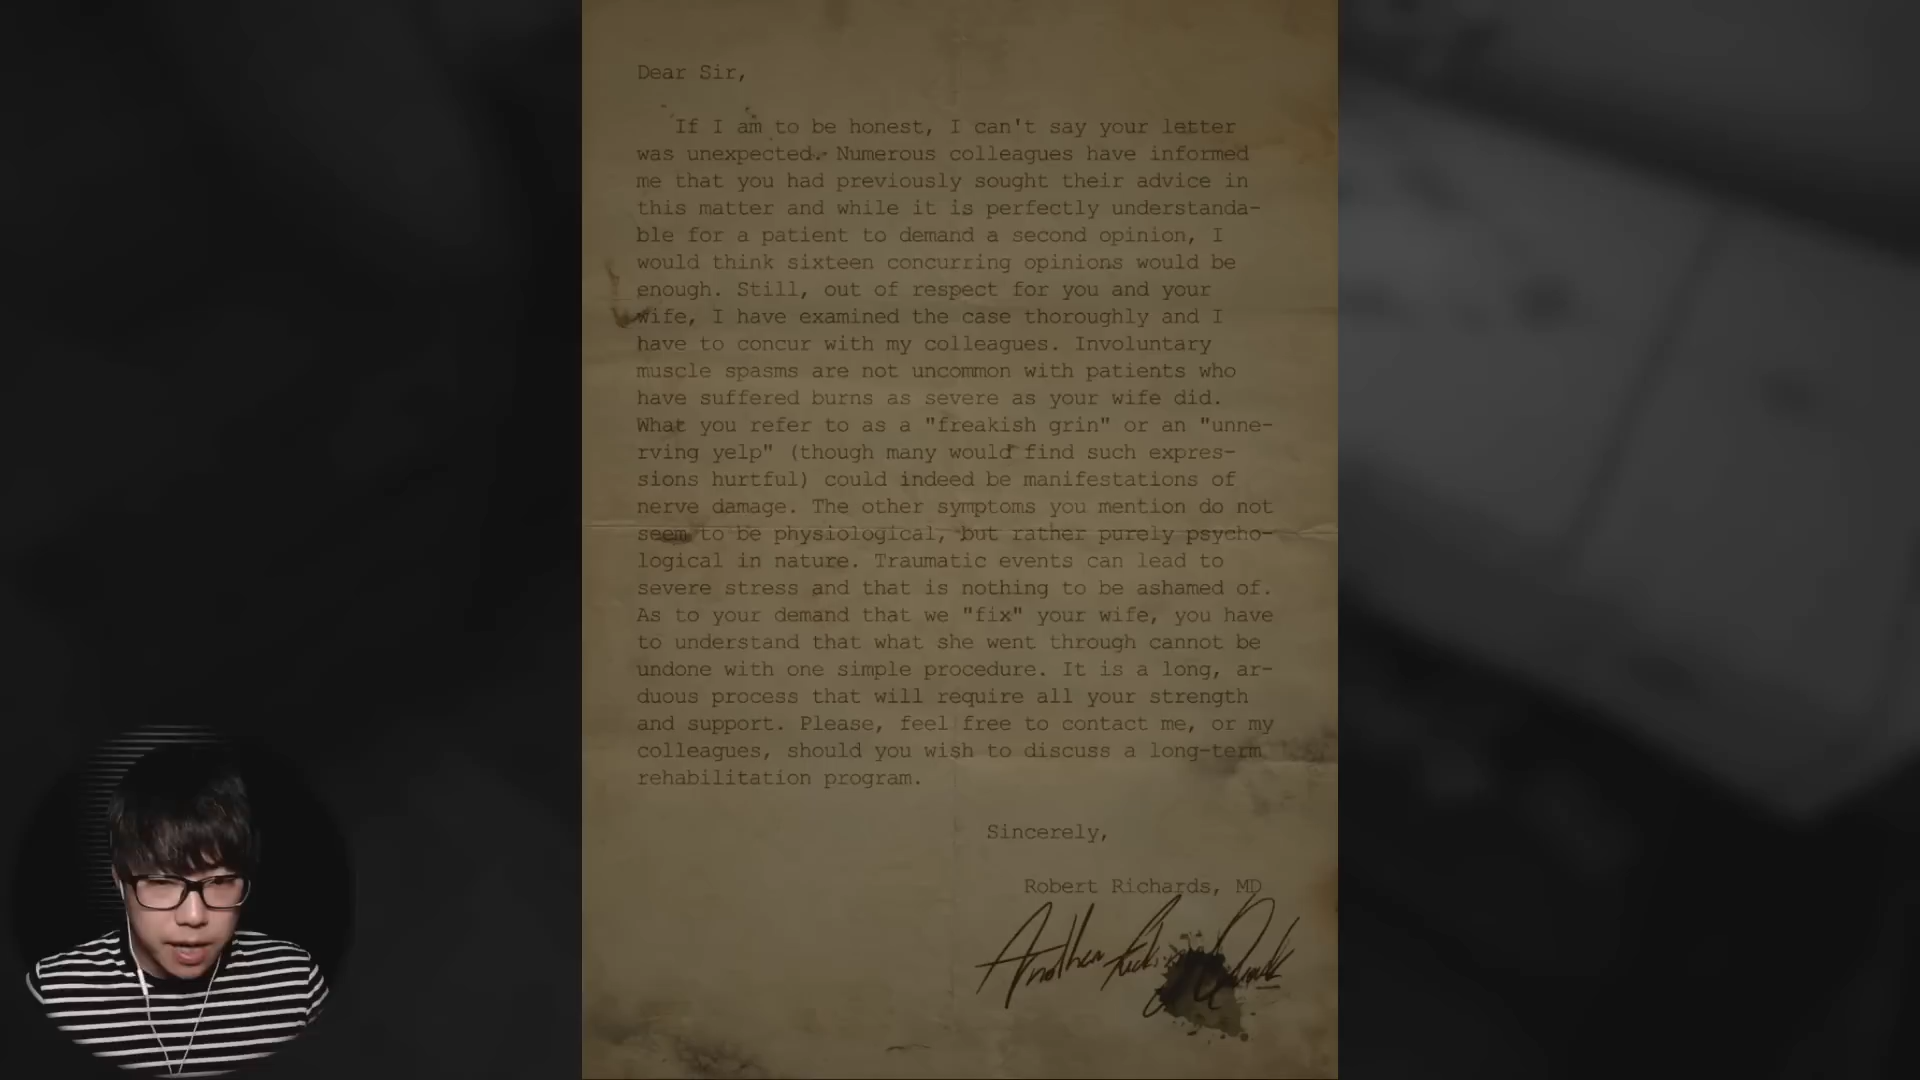 Dear Sir,
If I am to be honest, I can't say your letter
was unexpected. Numerous colleagues have informed
me that you had previously sought their advice in
this matter and while it is perfectly understanda-
ble for a patient to demand a second opinion, I
would think sixteen concurring opinions would be
enough. Still, out of respect for you and your
wife, I have examined the case thoroughly and I
have to concur with my colleagues. Involuntary
muscle spasms are not uncommon with patients who
have suffered burns as severe as your wife did.
What you refer to as a "freakish grin" or an "unne-
rving yelp" (though many would find such expres-
sions hurtful) could indeed be manifestations of
nerve damage. The other symptoms you mention do not
seem to be physiological, but rather purely psycho-
logical in nature. Traumatic events can lead to
severe stress and that is nothing to be ashamed of.
As to your demand that we "fix" your wife, you have
to understand that what she went through cannot be
undone with one simple procedure. It is a long, ar-
duous process that will require all your strength
and support. Please, feel free to contact me, or my
colleagues, should you wish to discuss a long-term
rehabilitation program.
Sincerely,
Robert Richards, MD
Another